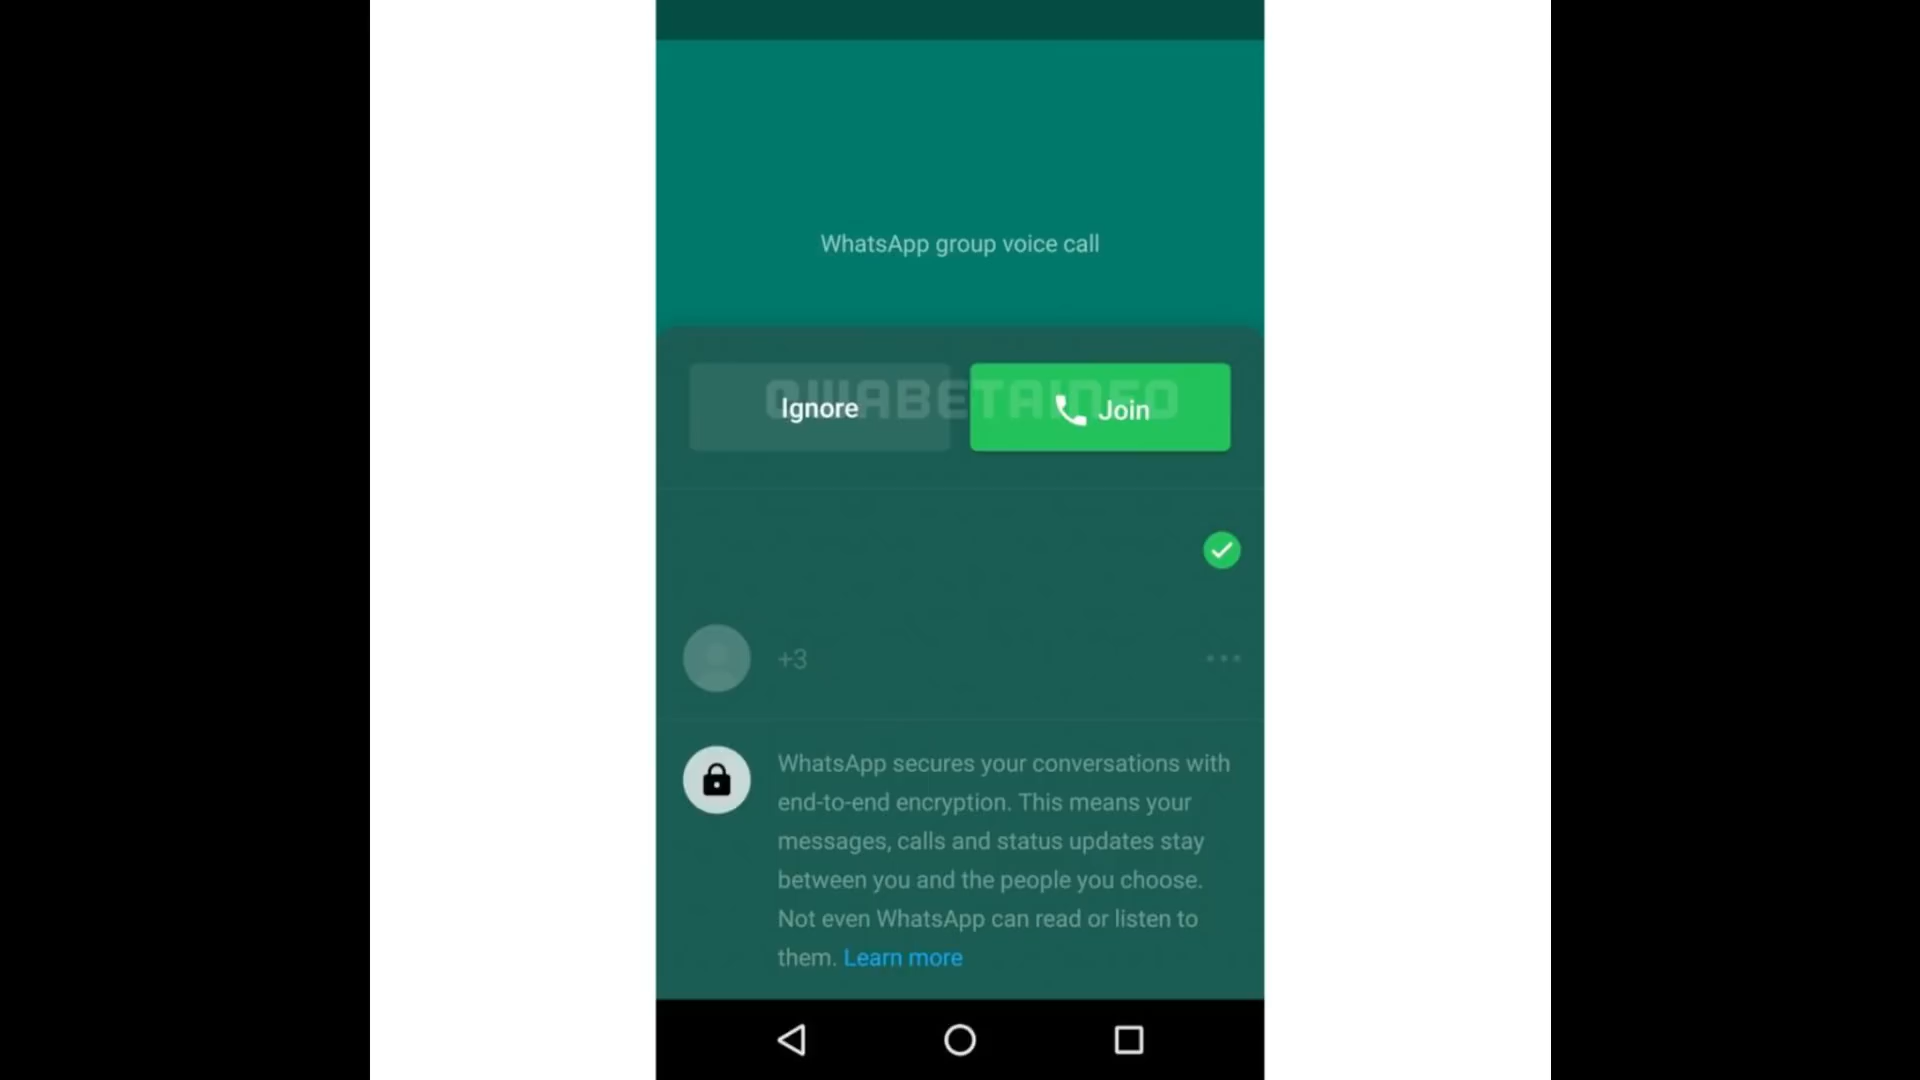 WhatsApp group voice call
@WABETAINFO
Ignore
Join
+3
WhatsApp secures your conversations with
end-to-end encryption. This means your
messages, calls and status updates stay
between you and the people you choose.
Not even WhatsApp can read or listen to
them. Learn more